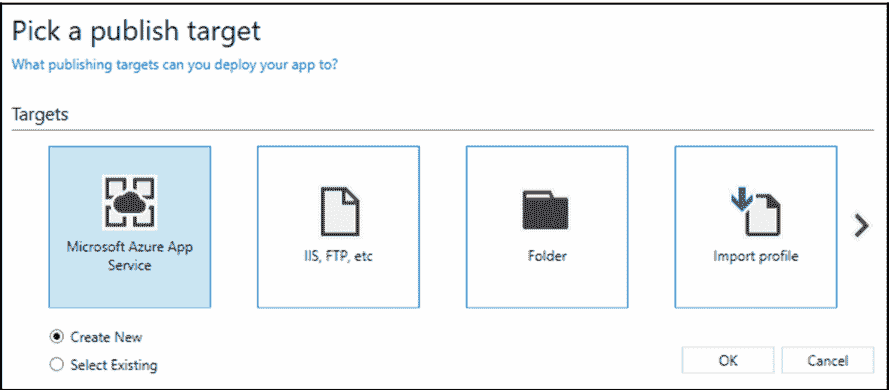 Pick a publish target
What publishing targets can you deploy your app to?
Targets
Microsoft Azure App
Service
IIS, FTP, etc
Folder
Import profile
Create New
Select Existing
OK
Cancel